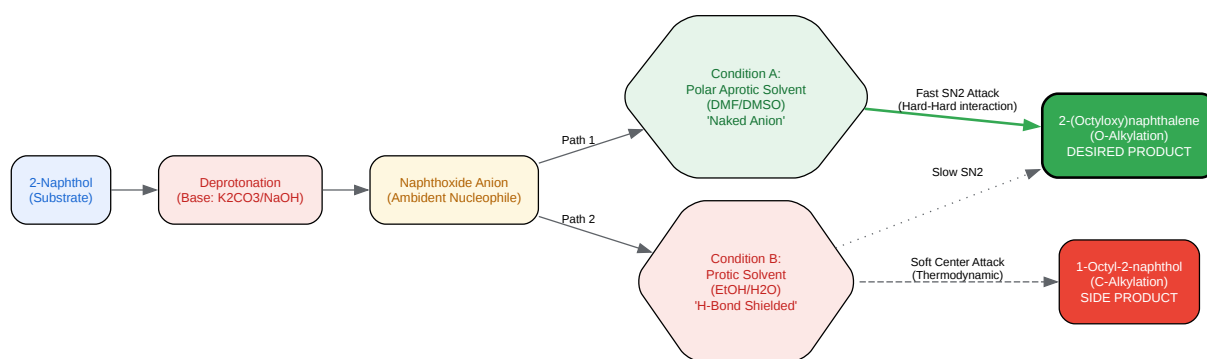 2-Naphthol
(Substrate)
Deprotonation
(Base: K2CO3/NaOH)
Naphthoxide Anion
(Ambident Nucleophile)
Path 1
Path 2
Condition A:
Polar Aprotic Solvent
(DMF/DMSO)
'Naked Anion'
Condition B:
Protic Solvent
(EtOH/H2O)
'H-Bond Shielded'
Fast SN2 Attack
(Hard-Hard interaction)
Slow SN2
Soft Center Attack
(Thermodynamic)
2-(Octyloxy)naphthalene
(O-Alkylation)
DESIRED PRODUCT
1-Octyl-2-naphthol
(C-Alkylation)
SIDE PRODUCT